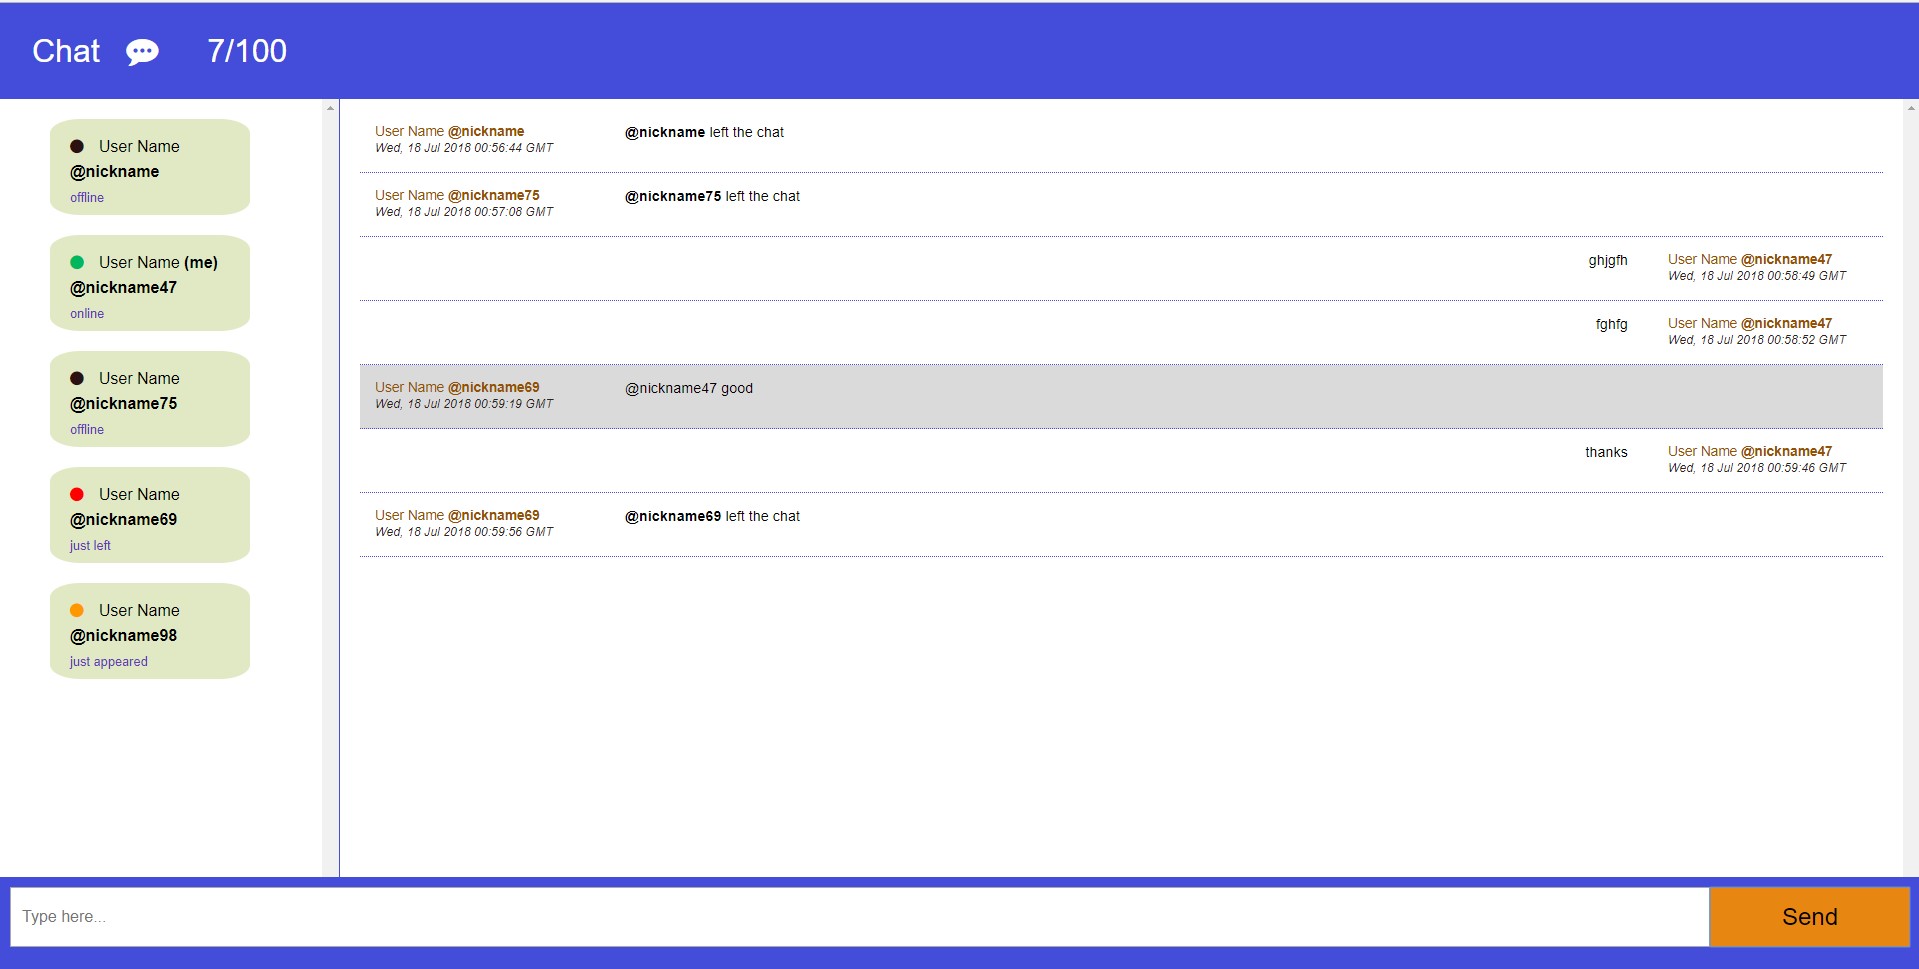 Chat 7/100
User Name
@nickname
offline
User Name (me)
@nickname47
online
User Name
@nickname75
offline
User Name
@nickname69
just left
User Name
@nickname98
just appeared
User Name @nickname @nickname left the chat
Wed, 18 Jul 2018 00:56:44 GMT
User Name @nickname75 @nickname75 left the chat
Wed, 18 Jul 2018 00:57:08 GMT
ghjgfh User Name @nickname47
Wed, 18 Jul 2018 00:58:49 GMT
fghfg User Name @nickname47
Wed, 18 Jul 2018 00:58:52 GMT
User Name @nickname69 @nickname47 good
Wed, 18 Jul 2018 00:59:19 GMT
thanks User Name @nickname47
Wed, 18 Jul 2018 00:59:46 GMT
User Name @nickname69 @nickname69 left the chat
Wed, 18 Jul 2018 00:59:56 GMT
Type here... Send